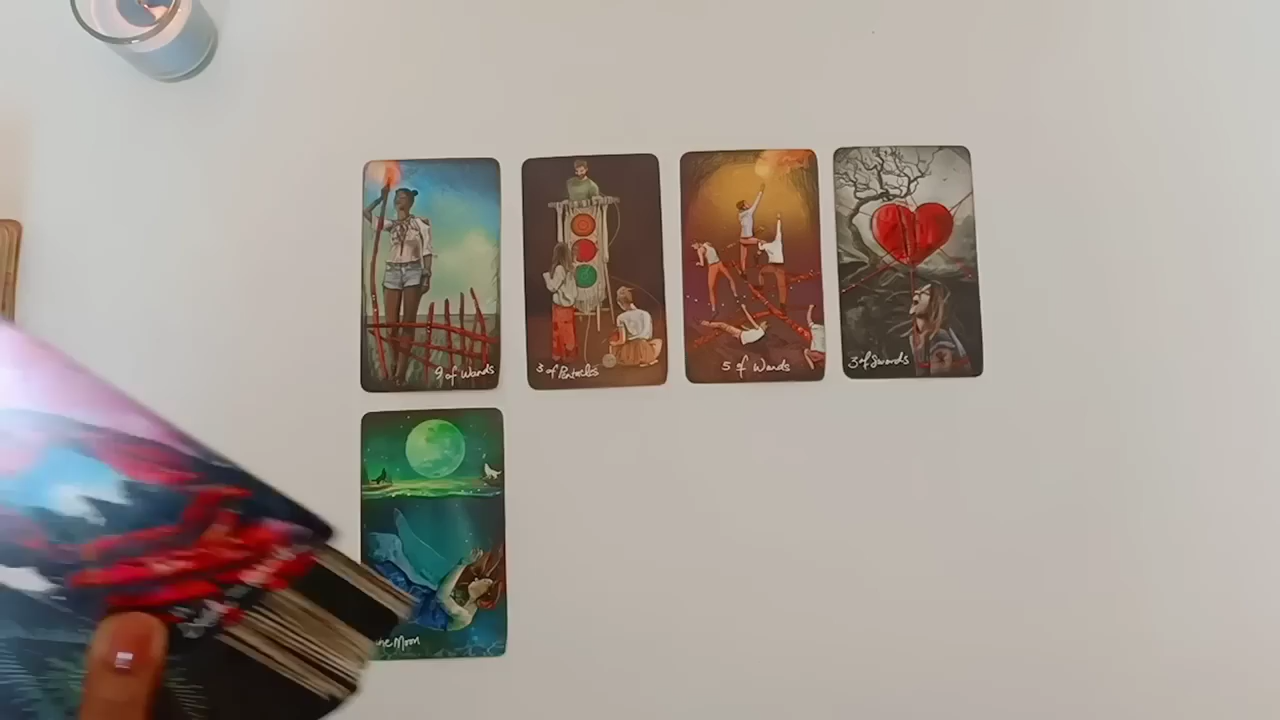 9 of Wands
3 of Pentacles
5 of Wands
3 of Swords
The Moon